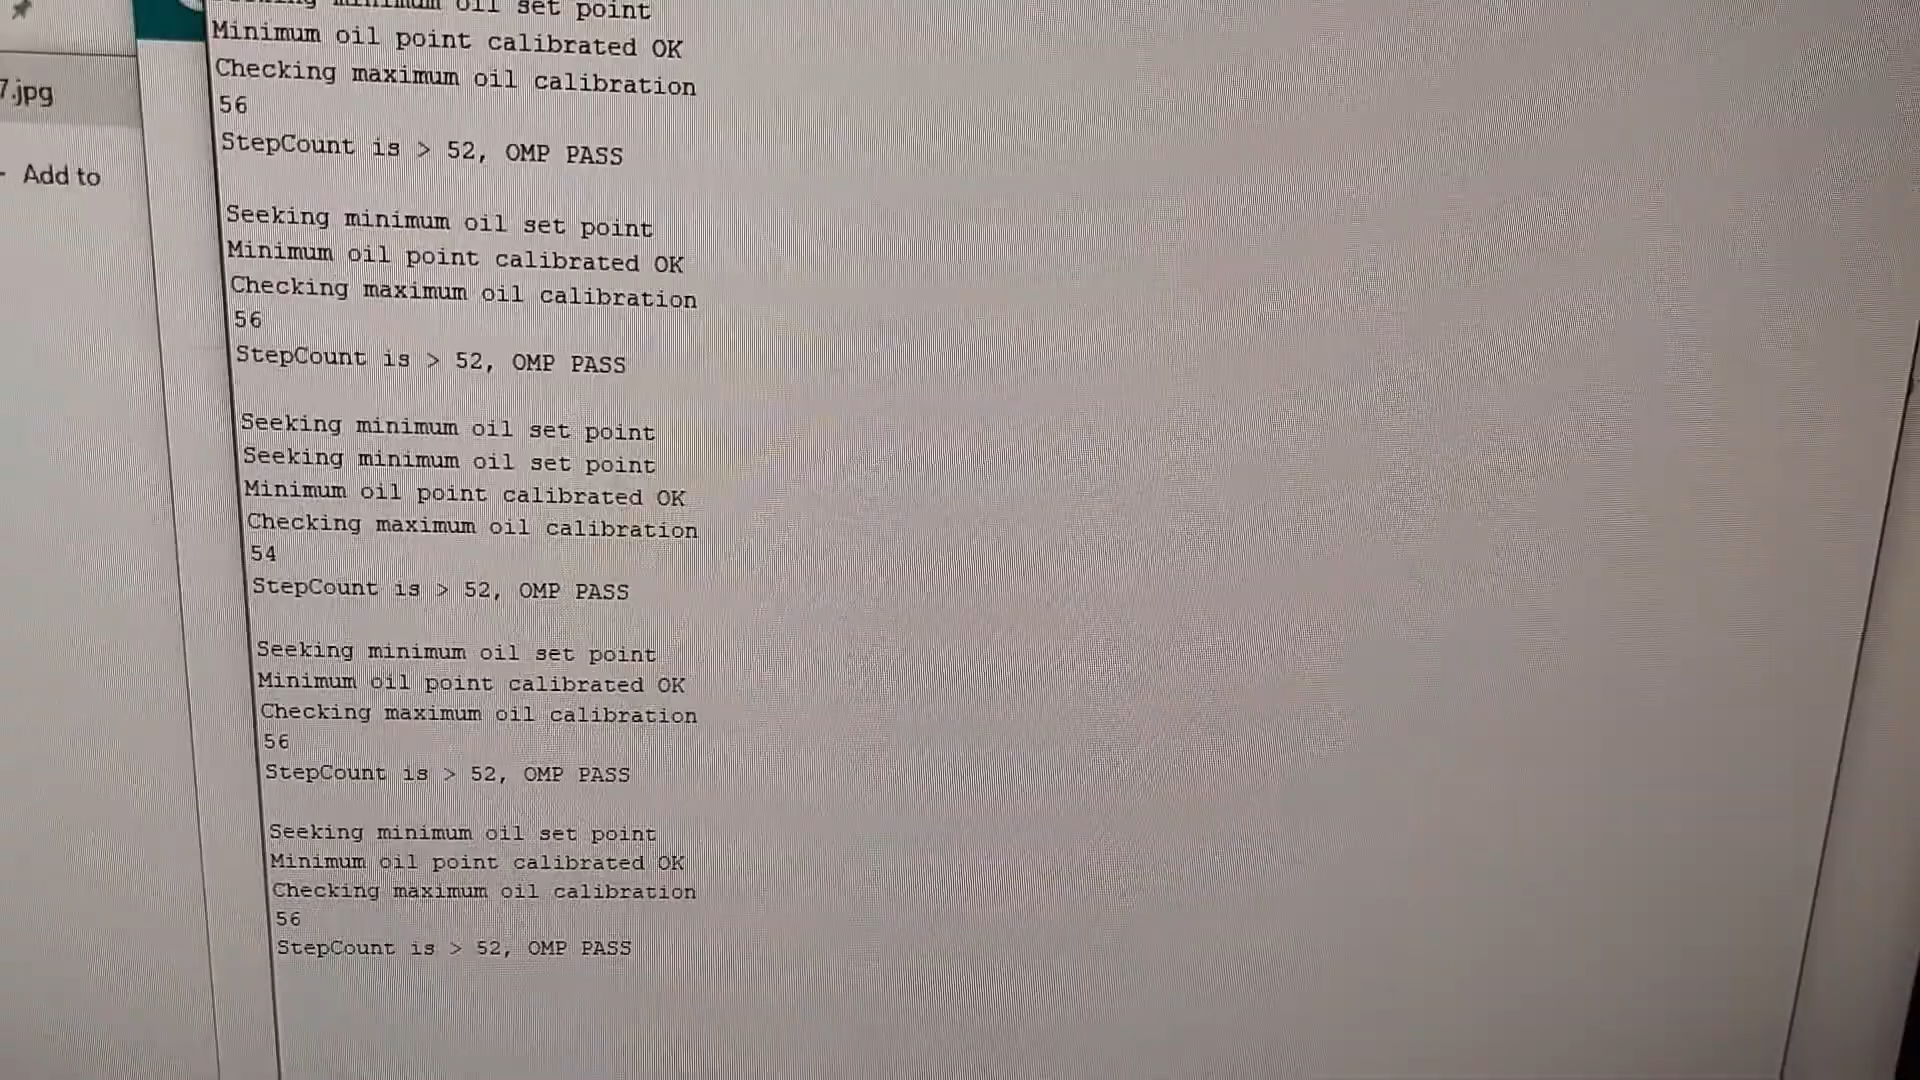 minimum oil set point
Minimum oil point calibrated OK
Checking maximum oil calibration
56
StepCount is > 52, OMP PASS
7.jpg
Add to
Seeking minimum oil set point
Minimum oil point calibrated OK
Checking maximum oil calibration
56
StepCount is > 52, OMP PASS
Seeking minimum oil set point
Seeking minimum oil set point
Minimum oil point calibrated OK
Checking maximum oil calibration
54
StepCount is > 52, OMP PASS
Seeking minimum oil set point
Minimum oil point calibrated OK
Checking maximum oil calibration
56
StepCount is > 52, OMP PASS
Seeking minimum oil set point
Minimum oil point calibrated OK
Checking maximum oil calibration
56
StepCount is > 52, OMP PASS